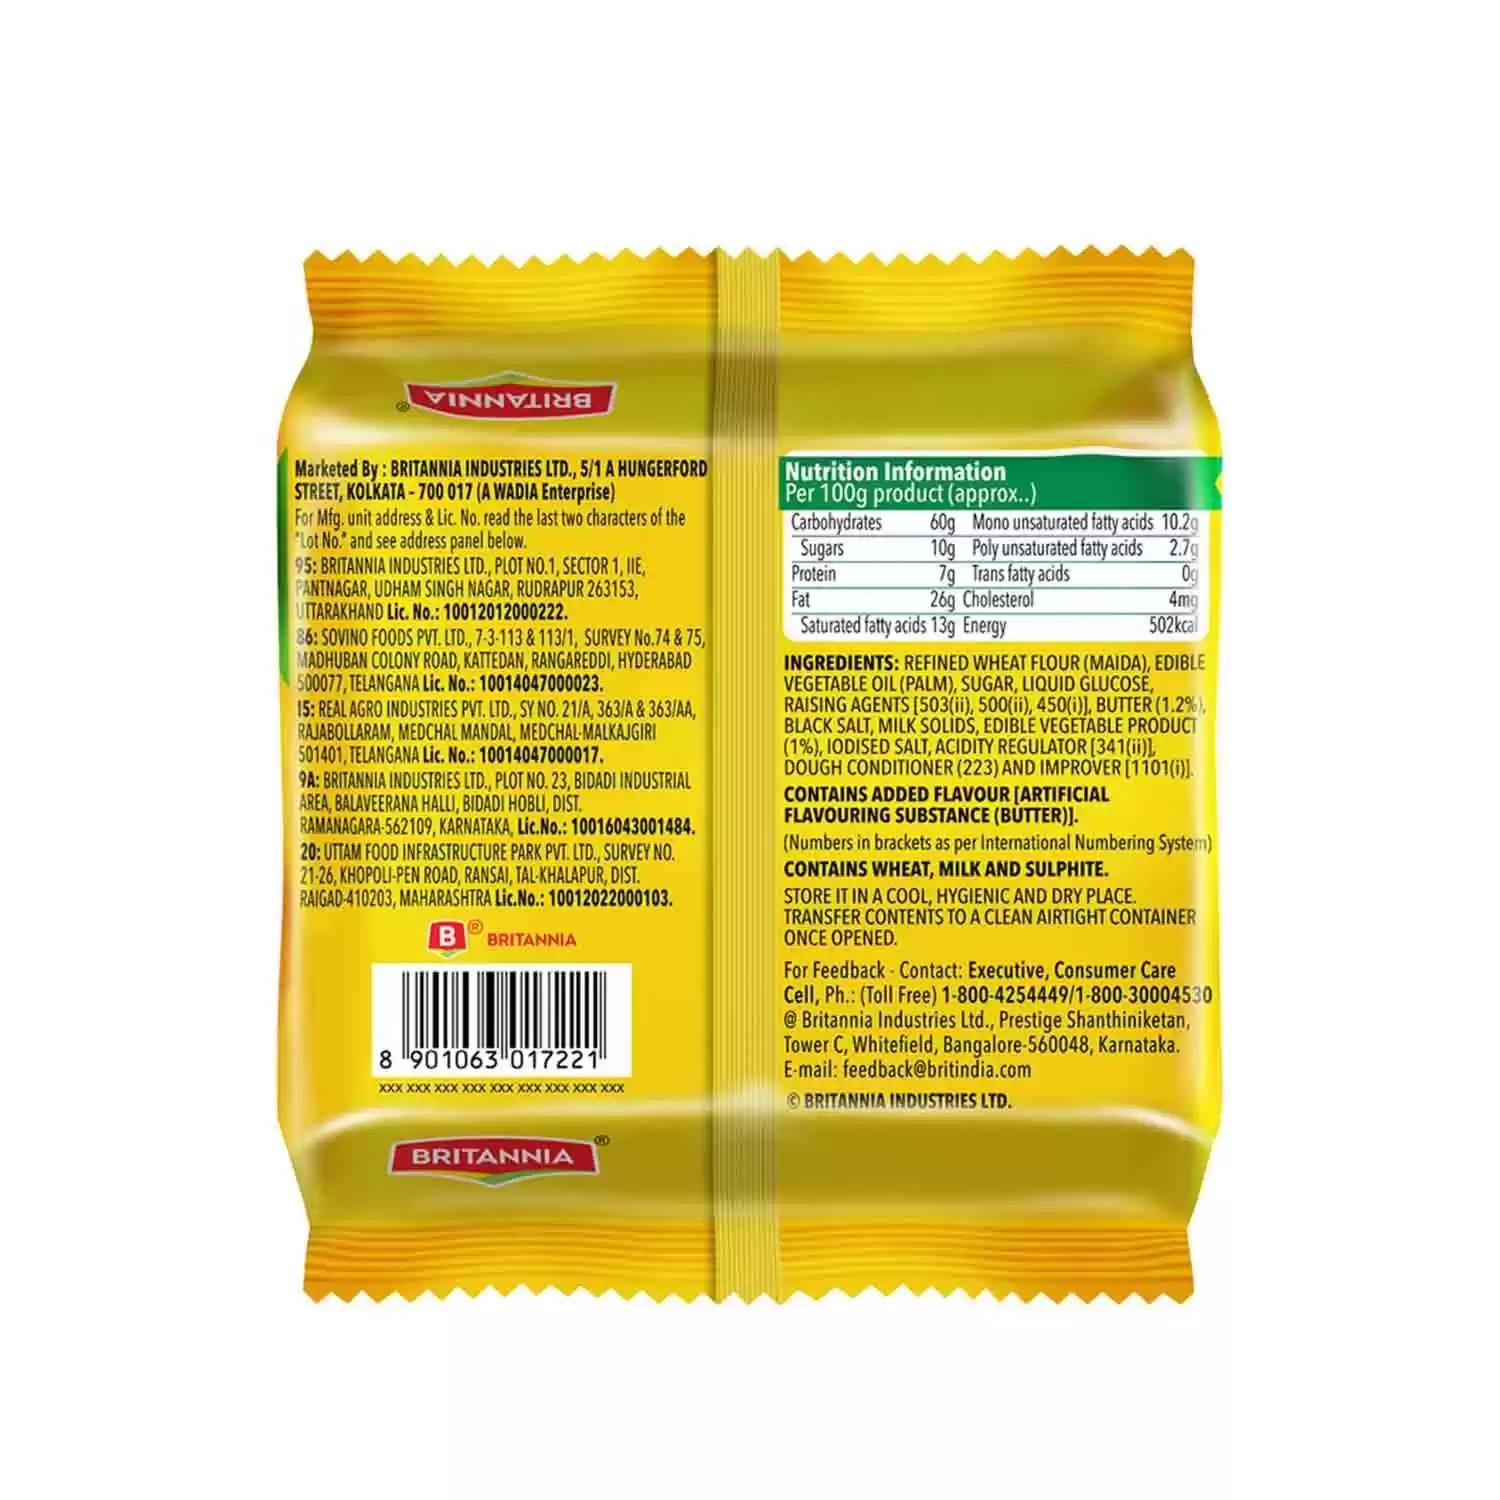 BRITANNIA
®
Marketed By : BRITANNIA INDUSTRIES LTD., 5/1 A HUNGERFORD
STREET, KOLKATA - 700 017 (A WADIA Enterprise)
For Mfg. unit address & Lic. No. read the last two characters of the
"Lot No." and see address panel below.
95: BRITANNIA INDUSTRIES LTD., PLOT NO.1, SECTOR 1, IIE,
PANTNAGAR, UDHAM SINGH NAGAR, RUDRAPUR 263153,
UTTARAKHAND Lic. No.: 10012012000222.
86: SOVINO FOODS PVT. LTD., 7-3-113 & 113/1, SURVEY No.74 & 75,
MADHUBAN COLONY ROAD, KATTEDAN, RANGAREDDI, HYDERABAD
500077, TELANGANA Lic. No.: 10014047000023.
15: REAL AGRO INDUSTRIES PVT. LTD., SY NO. 21/A, 363/A & 363/AA,
RAJABOLLARAM, MEDCHAL MANDAL, MEDCHAL-MALKAJGIRI
501401, TELANGANA Lic. No.: 10014047000017.
9A: BRITANNIA INDUSTRIES LTD., PLOT NO. 23, BIDADI INDUSTRIAL
AREA, BALAVEERANA HALLI, BIDADI HOBLI, DIST.
RAMANAGARA-562109, KARNATAKA, Lic.No.: 10016043001484.
20: UTTAM FOOD INFRASTRUCTURE PARK PVT. LTD., SURVEY NO.
21-26, KHOPOLI-PEN ROAD, RANSAI, TAL-KHALAPUR, DIST.
RAIGAD-410203, MAHARASHTRA Lic.No.: 10012022000103.
B ® BRITANNIA
8 901063 017221
xxx xxx xxx xxx xxx xxx xxx xxx xxx
BRITANNIA ®
Nutrition Information
Per 100g product (approx..)
Carbohydrates 60g Mono unsaturated fatty acids 10.2g
Sugars 10g Poly unsaturated fatty acids 2.7g
Protein 7g Trans fatty acids 0g
Fat 26g Cholesterol 4mg
Saturated fatty acids 13g Energy 502kcal
INGREDIENTS: REFINED WHEAT FLOUR (MAIDA), EDIBLE
VEGETABLE OIL (PALM), SUGAR, LIQUID GLUCOSE,
RAISING AGENTS [503(ii), 500(ii), 450(i)], BUTTER (1.2%),
BLACK SALT, MILK SOLIDS, EDIBLE VEGETABLE PRODUCT
(1%), IODISED SALT, ACIDITY REGULATOR [341(ii)],
DOUGH CONDITIONER (223) AND IMPROVER [1101(i)].
CONTAINS ADDED FLAVOUR [ARTIFICIAL
FLAVOURING SUBSTANCE (BUTTER)].
(Numbers in brackets as per International Numbering System)
CONTAINS WHEAT, MILK AND SULPHITE.
STORE IT IN A COOL, HYGIENIC AND DRY PLACE.
TRANSFER CONTENTS TO A CLEAN AIRTIGHT CONTAINER
ONCE OPENED.
For Feedback - Contact: Executive, Consumer Care
Cell, Ph.: (Toll Free) 1-800-4254449/1-800-30004530
@ Britannia Industries Ltd., Prestige Shanthiniketan,
Tower C, Whitefield, Bangalore-560048, Karnataka.
E-mail: feedback@britindia.com
© BRITANNIA INDUSTRIES LTD.